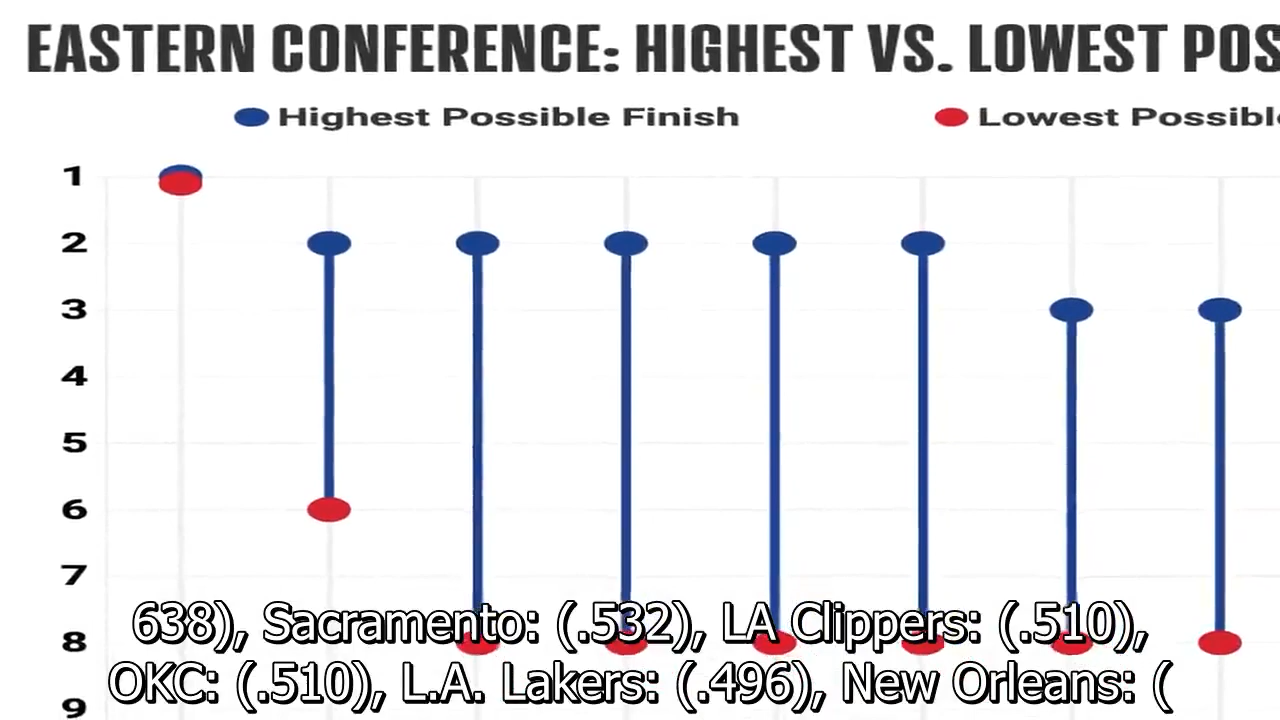 EASTERN CONFERENCE: HIGHEST VS. LOWEST POS
Highest Possible Finish
Lowest Possible
1
2
3
4
5
6
7
8
9
638), Sacramento: (.532), LA Clippers: (.510),
OKC: (.510), L.A. Lakers: (.496), New Orleans: (